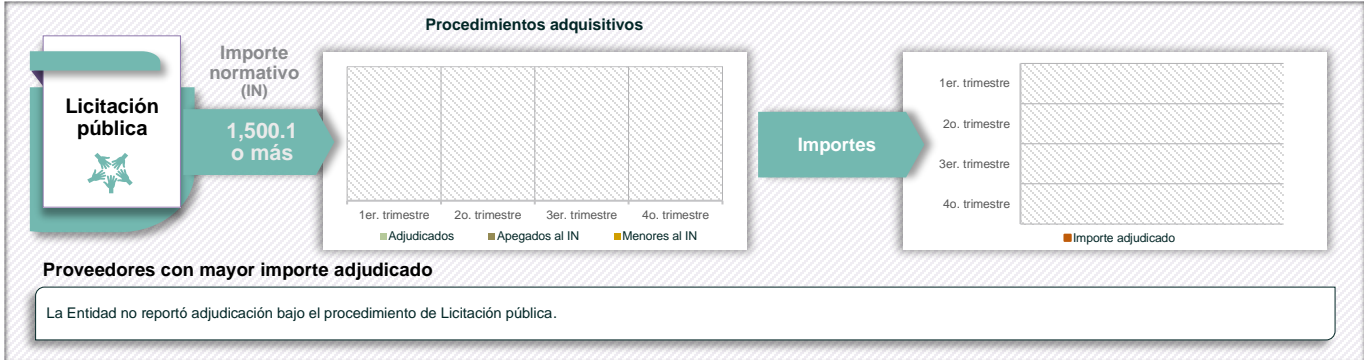 Procedimientos adquisitivos
Licitación
pública
Importe
normativo
(IN)
1,500.1
o más
1er. trimestre 2o. trimestre 3er. trimestre 4o. trimestre
Adjudicados Apegados al IN Menores al IN
Importes
1er. trimestre
2o. trimestre
3er. trimestre
4o. trimestre
Importe adjudicado
Proveedores con mayor importe adjudicado
La Entidad no reportó adjudicación bajo el procedimiento de Licitación pública.